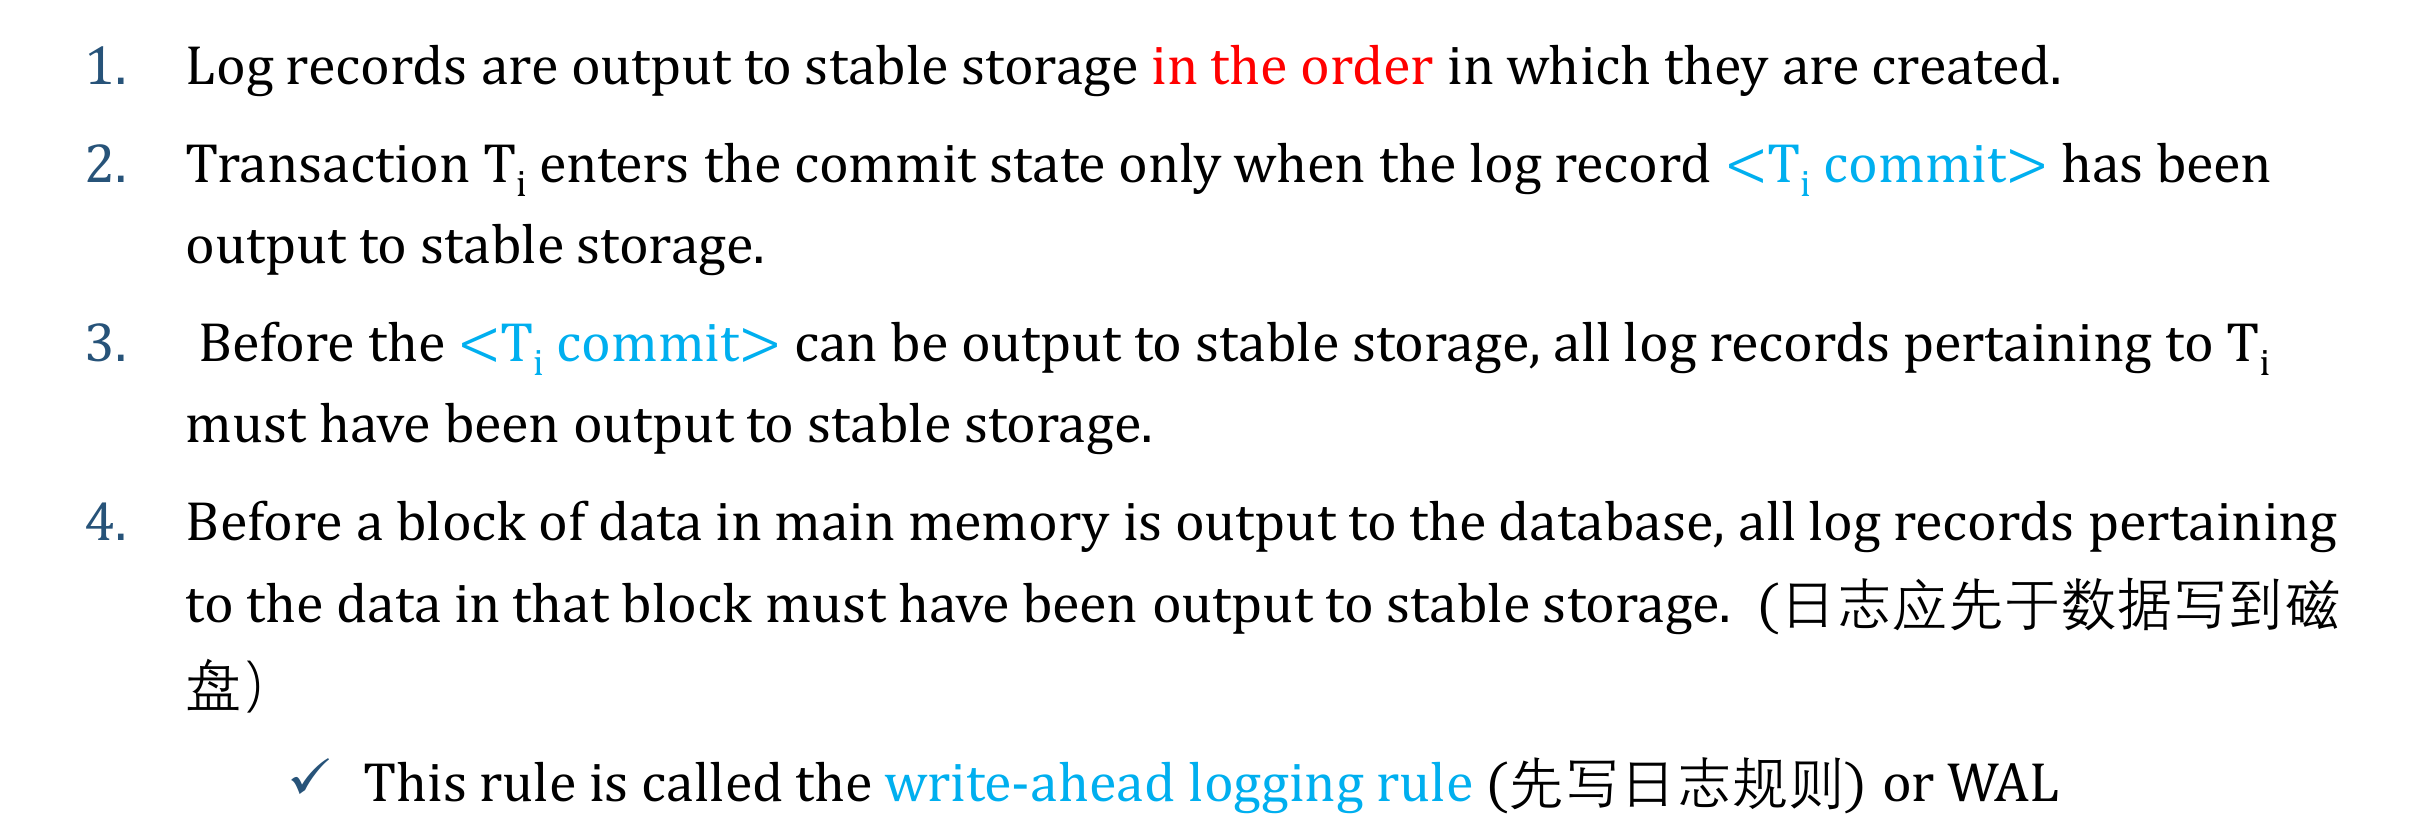 1. Log records are output to stable storage in the order in which they are created.
2. Transaction Ti enters the commit state only when the log record <Ti commit> has been
output to stable storage.
3. Before the <Ti commit> can be output to stable storage, all log records pertaining to Ti
must have been output to stable storage.
4. Before a block of data in main memory is output to the database, all log records pertaining
to the data in that block must have been output to stable storage. (日志应先于数据写到磁
盘）
✓ This rule is called the write-ahead logging rule (先写日志规则) or WAL